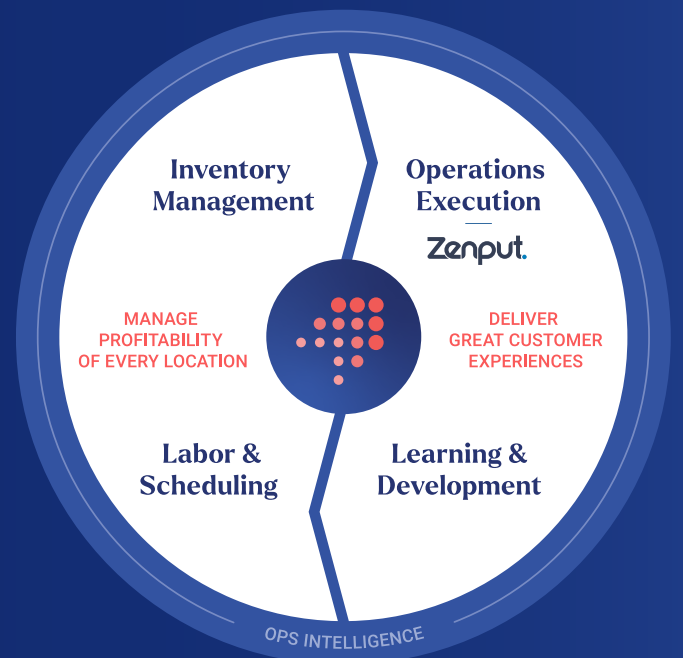 Inventory
Management
Operations
Execution
Zenput.
MANAGE
PROFITABILITY
OF EVERY LOCATION
DELIVER
GREAT CUSTOMER
EXPERIENCES
Labor &
Scheduling
Learning &
Development
OPS INTELLIGENCE